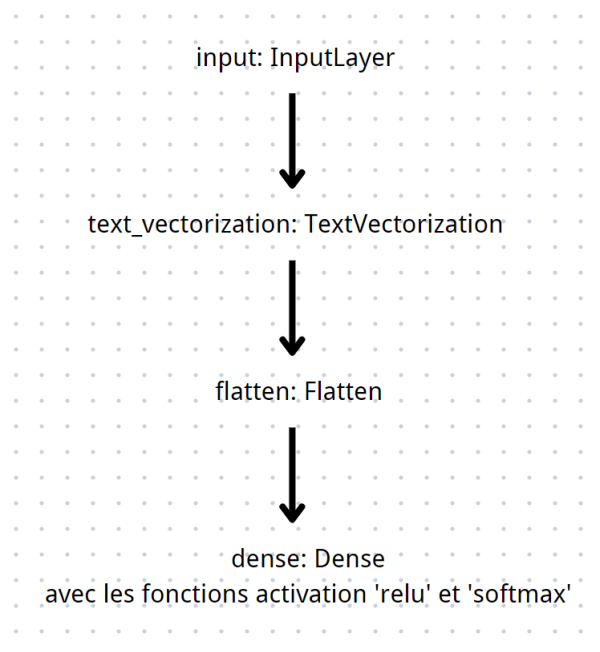 input: InputLayer
text_vectorization: TextVectorization
flatten: Flatten
dense: Dense
avec les fonctions activation 'relu' et 'softmax'